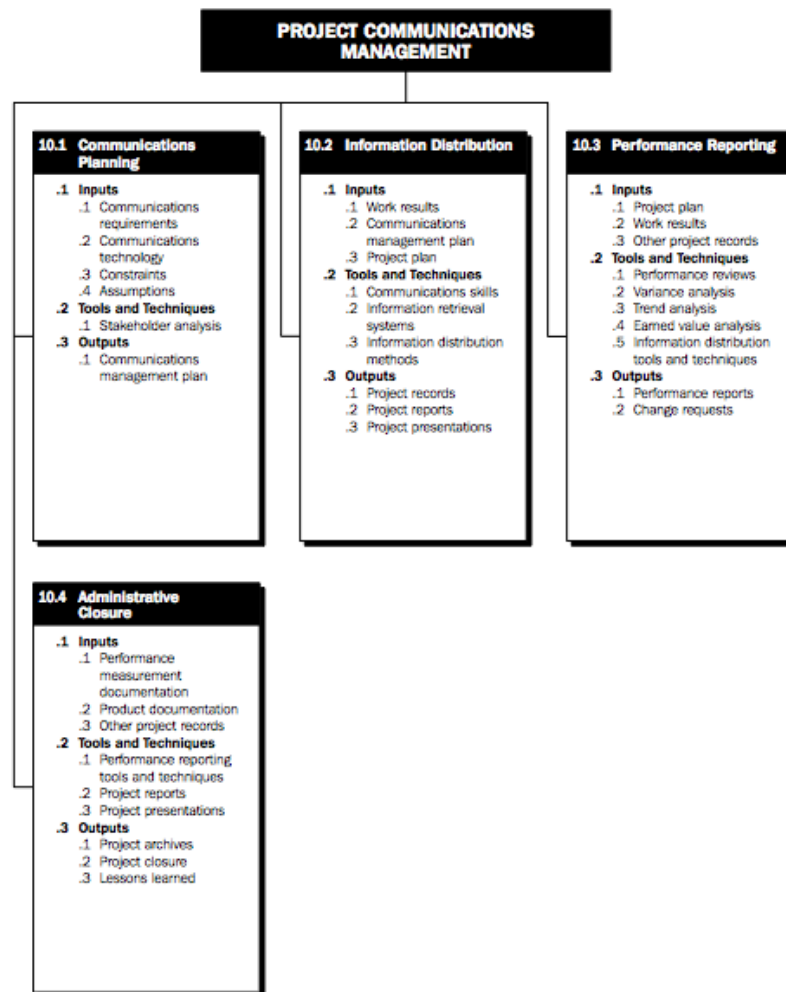 PROJECT COMMUNICATIONS
MANAGEMENT
10.1 Communications
Planning
.1 Inputs
.1 Communications
requirements
.2 Communications
technology
.3 Constraints
.4 Assumptions
.2 Tools and Techniques
.1 Stakeholder analysis
.3 Outputs
.1 Communications
management plan
10.2 Information Distribution
.1 Inputs
.1 Work results
.2 Communications
management plan
.3 Project plan
.2 Tools and Techniques
.1 Communications skills
.2 Information retrieval
systems
.3 Information distribution
methods
.3 Outputs
.1 Project records
.2 Project reports
.3 Project presentations
10.3 Performance Reporting
.1 Inputs
.1 Project plan
.2 Work results
.3 Other project records
.2 Tools and Techniques
.1 Performance reviews
.2 Variance analysis
.3 Trend analysis
.4 Earned value analysis
.5 Information distribution
tools and techniques
.3 Outputs
.1 Performance reports
.2 Change requests
10.4 Administrative
Closure
.1 Inputs
.1 Performance
measurement
documentation
.2 Product documentation
.3 Other project records
.2 Tools and Techniques
.1 Performance reporting
tools and techniques
.2 Project reports
.3 Project presentations
.3 Outputs
.1 Project archives
.2 Project closure
.3 Lessons learned